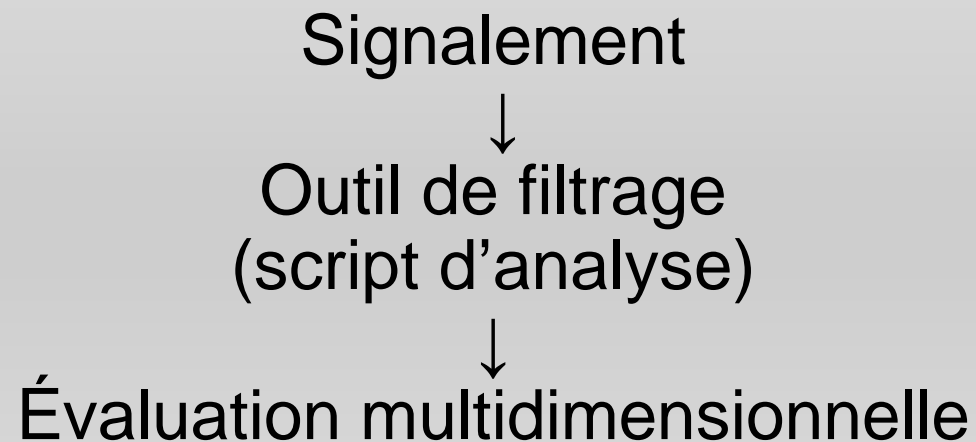 Signalement
↓
Outil de filtrage
(script d’analyse)
↓
Évaluation multidimensionnelle